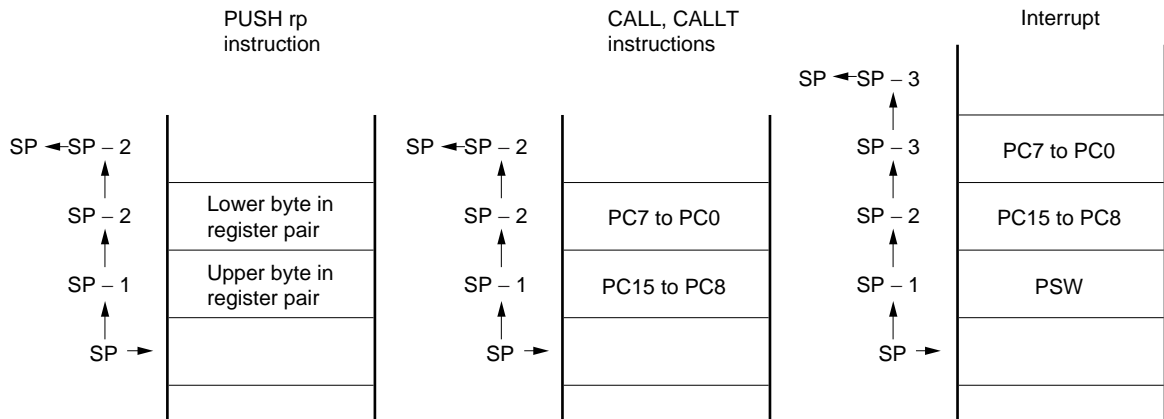 PUSH rp
instruction
SP SP – 2
SP – 2
SP – 1
SP
Lower byte in
register pair
Upper byte in
register pair
CALL, CALLT
instructions
SP SP – 2
SP – 2
SP – 1
SP
PC7 to PC0
PC15 to PC8
Interrupt
SP SP – 3
SP – 3
SP – 2
SP – 1
SP
PC7 to PC0
PC15 to PC8
PSW